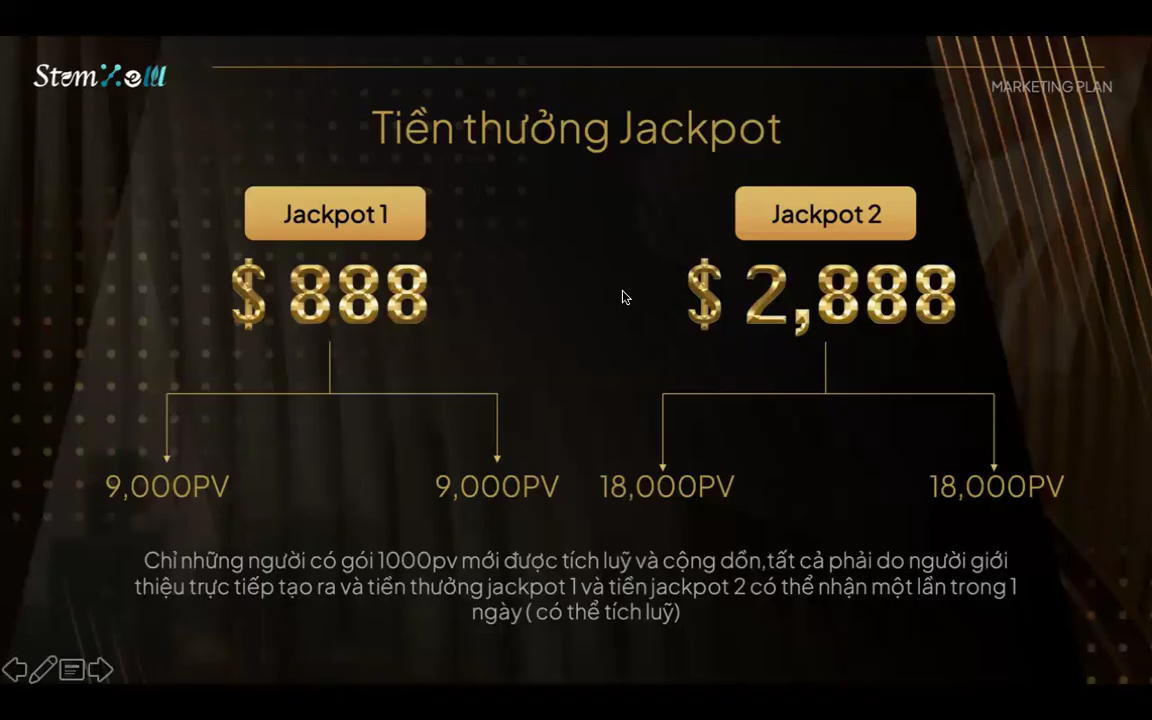 StemXcell
MARKETING PLAN
Tiền thưởng Jackpot
Jackpot 1
Jackpot 2
$ 888
$ 2,888
9,000PV
9,000PV
18,000PV
18,000PV
Chỉ những người có gói 1000pv mới được tích luỹ và cộng dồn,tất cả phải do người giới
thiệu trực tiếp tạo ra và tiền thưởng jackpot 1 và tiền jackpot 2 có thể nhận một lần trong 1
ngày ( có thể tích luỹ)